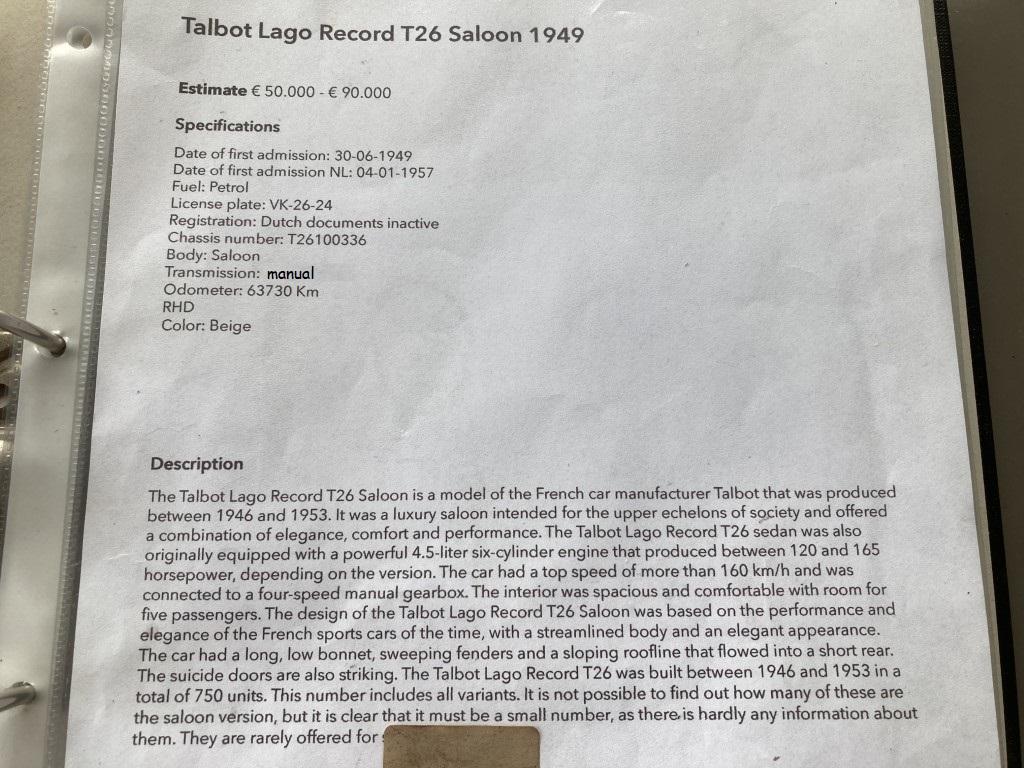 Talbot Lago Record T26 Saloon 1949
Estimate € 50.000 - € 90.000
Specifications
Date of first admission: 30-06-1949
Date of first admission NL: 04-01-1957
Fuel: Petrol
License plate: VK-26-24
Registration: Dutch documents inactive
Chassis number: T26100336
Body: Saloon
Transmission: manual
Odometer: 63730 Km
RHD
Color: Beige
Description
The Talbot Lago Record T26 Saloon is a model of the French car manufacturer Talbot that was produced
between 1946 and 1953. It was a luxury saloon intended for the upper echelons of society and offered
a combination of elegance, comfort and performance. The Talbot Lago Record T26 sedan was also
originally equipped with a powerful 4.5-liter six-cylinder engine that produced between 120 and 165
horsepower, depending on the version. The car had a top speed of more than 160 km/h and was
connected to a four-speed manual gearbox. The interior was spacious and comfortable with room for
five passengers. The design of the Talbot Lago Record T26 Saloon was based on the performance and
elegance of the French sports cars of the time, with a streamlined body and an elegant appearance.
The car had a long, low bonnet, sweeping fenders and a sloping roofline that flowed into a short rear.
The suicide doors are also striking. The Talbot Lago Record T26 was built between 1946 and 1953 in a
total of 750 units. This number includes all variants. It is not possible to find out how many of these are
the saloon version, but it is clear that it must be a small number, as there is hardly any information about
them. They are rarely offered for